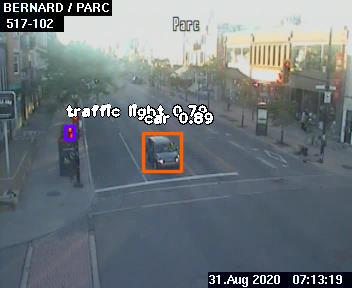 BERNARD / PARC
517-102
Parc
traffic light 0.79
car 0.89
31.Aug 2020 07:13:19